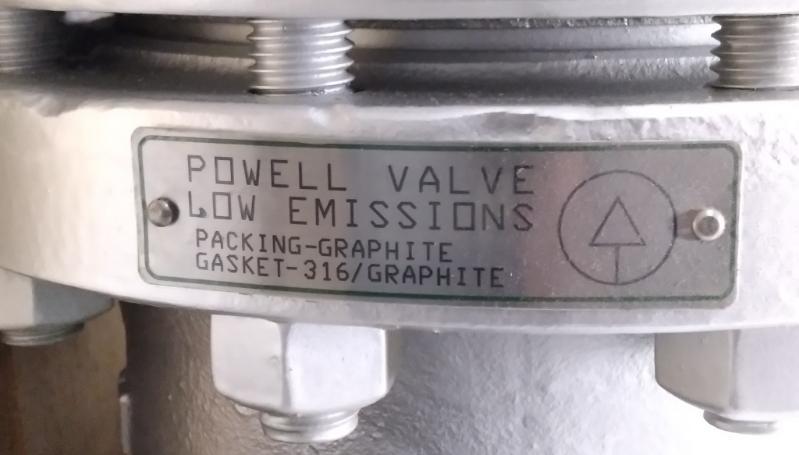 POWELL VALVE
LOW EMISSIONS
PACKING-GRAPHITE
GASKET-316/GRAPHITE